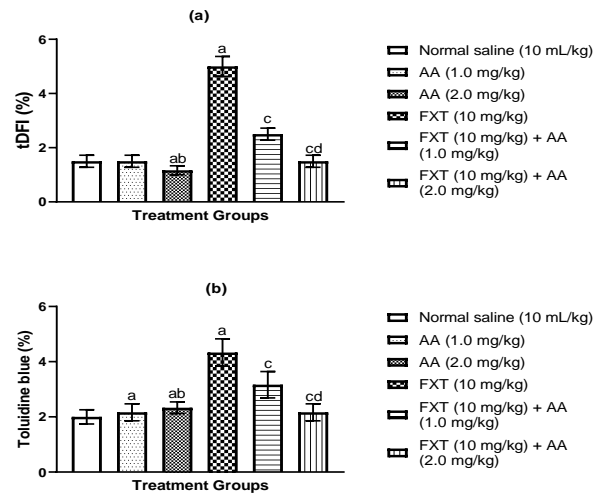 (a)
tDFI (%)
6
4
2
0
a
c
ab
cd
Treatment Groups
Normal saline (10 mL/kg)
AA (1.0 mg/kg)
AA (2.0 mg/kg)
FXT (10 mg/kg)
FXT (10 mg/kg) + AA
(1.0 mg/kg)
FXT (10 mg/kg) + AA
(2.0 mg/kg)
(b)
Toluidine blue (%)
6
4
2
0
a
c
a
ab
cd
Treatment Groups
Normal saline (10 mL/kg)
AA (1.0 mg/kg)
AA (2.0 mg/kg)
FXT (10 mg/kg)
FXT (10 mg/kg) + AA
(1.0 mg/kg)
FXT (10 mg/kg) + AA
(2.0 mg/kg)